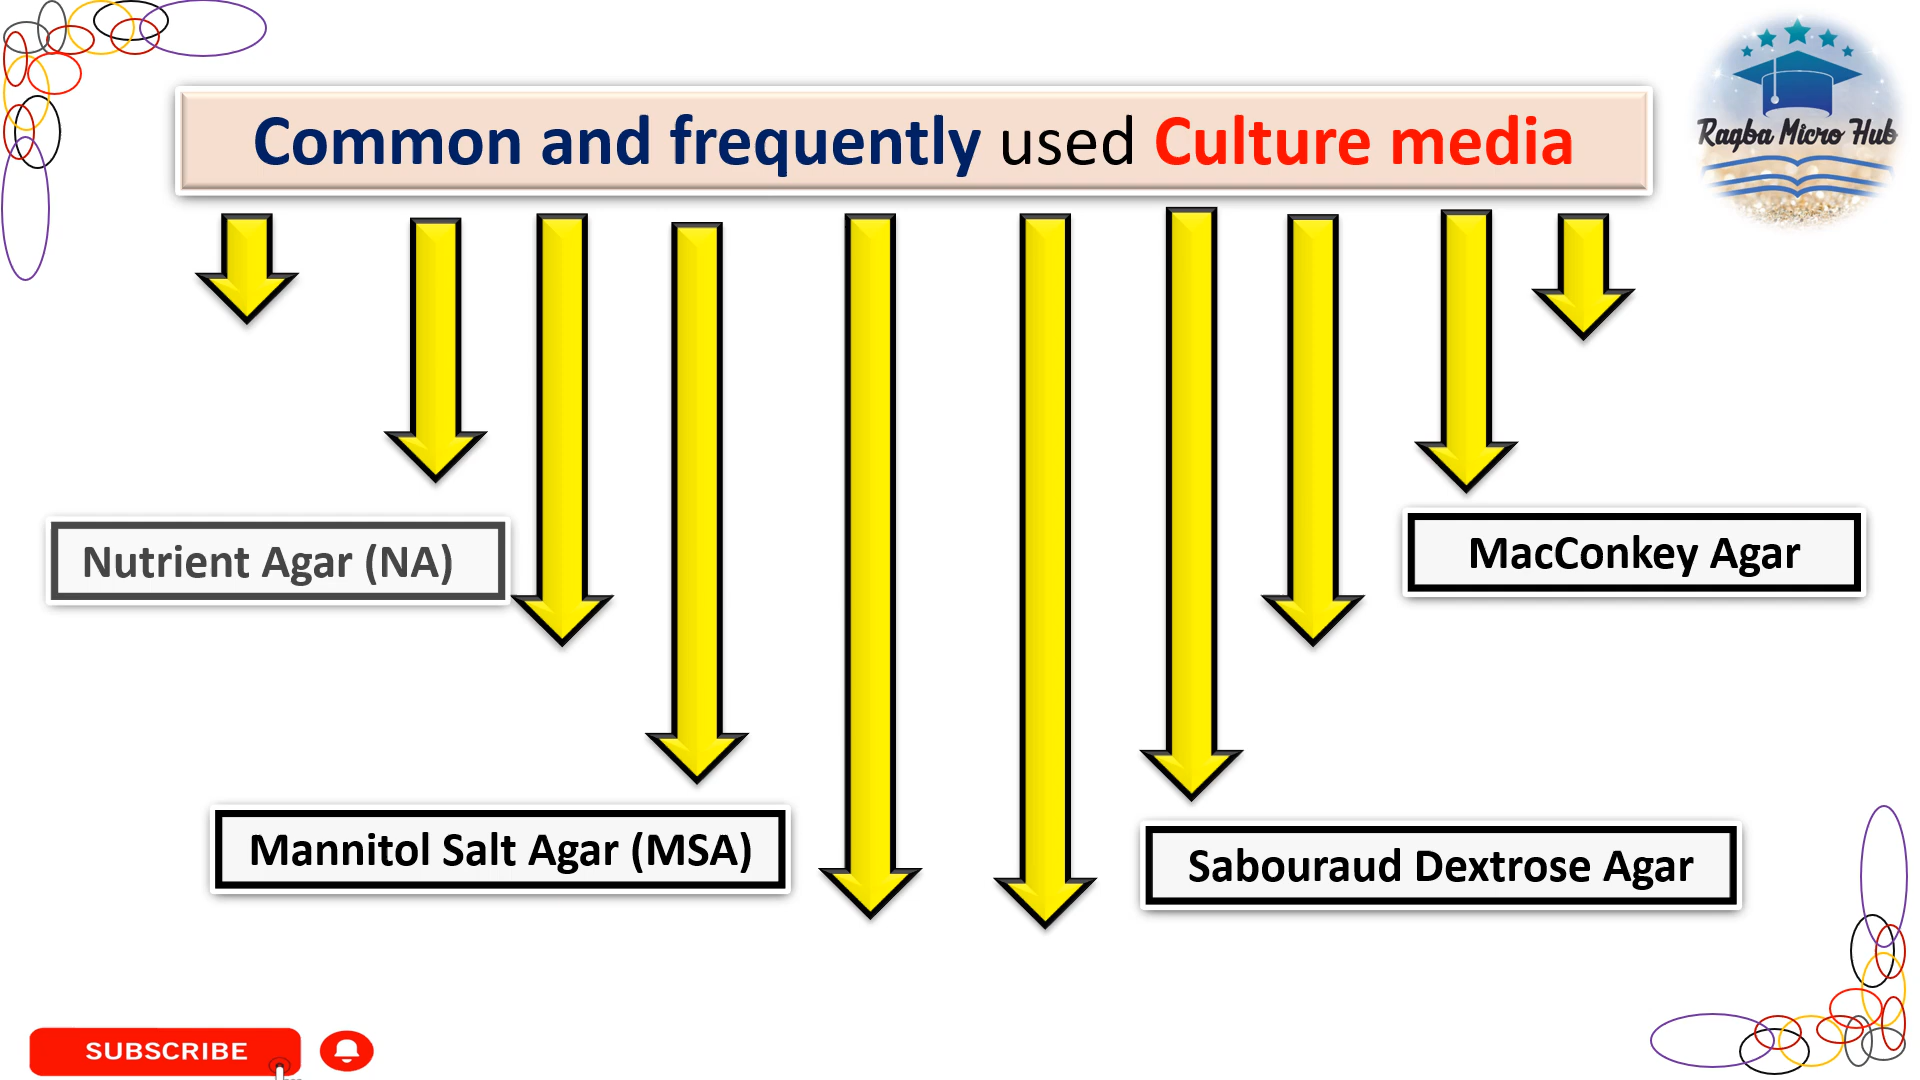 Common and frequently used Culture media
Ragba Micro Hub
Nutrient Agar (NA)
MacConkey Agar
Mannitol Salt Agar (MSA)
Sabouraud Dextrose Agar
SUBSCRIBE